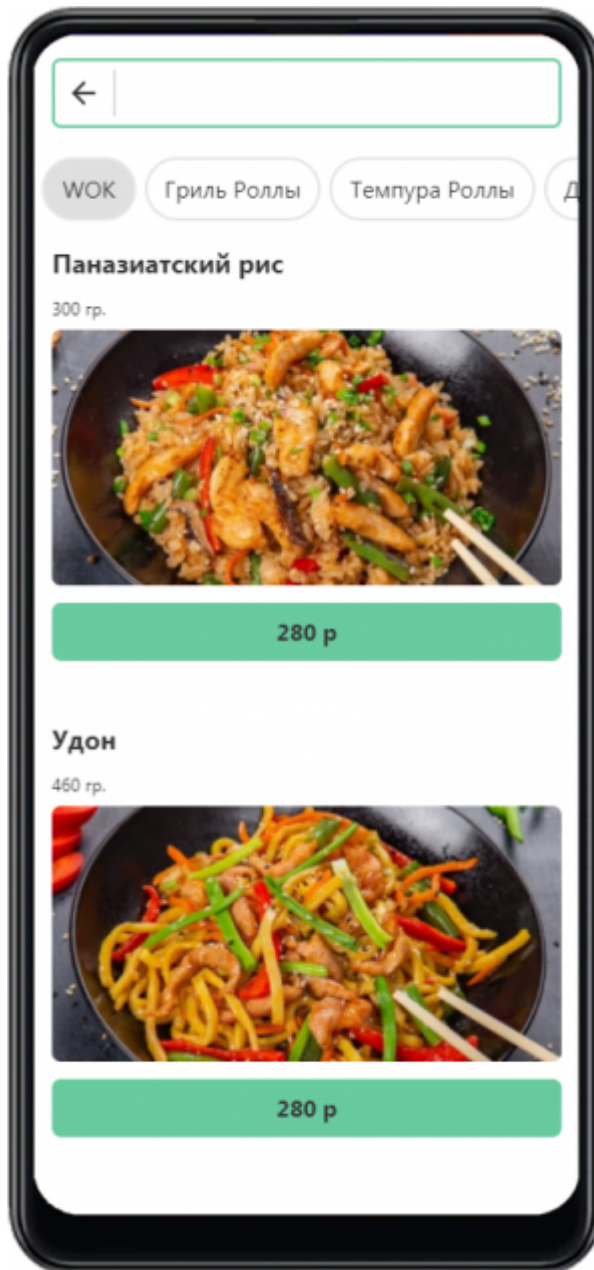 WOK Гриль Роллы Темпура Роллы
Паназиатский рис
300 гр.
280 р
Удон
460 гр.
280 р